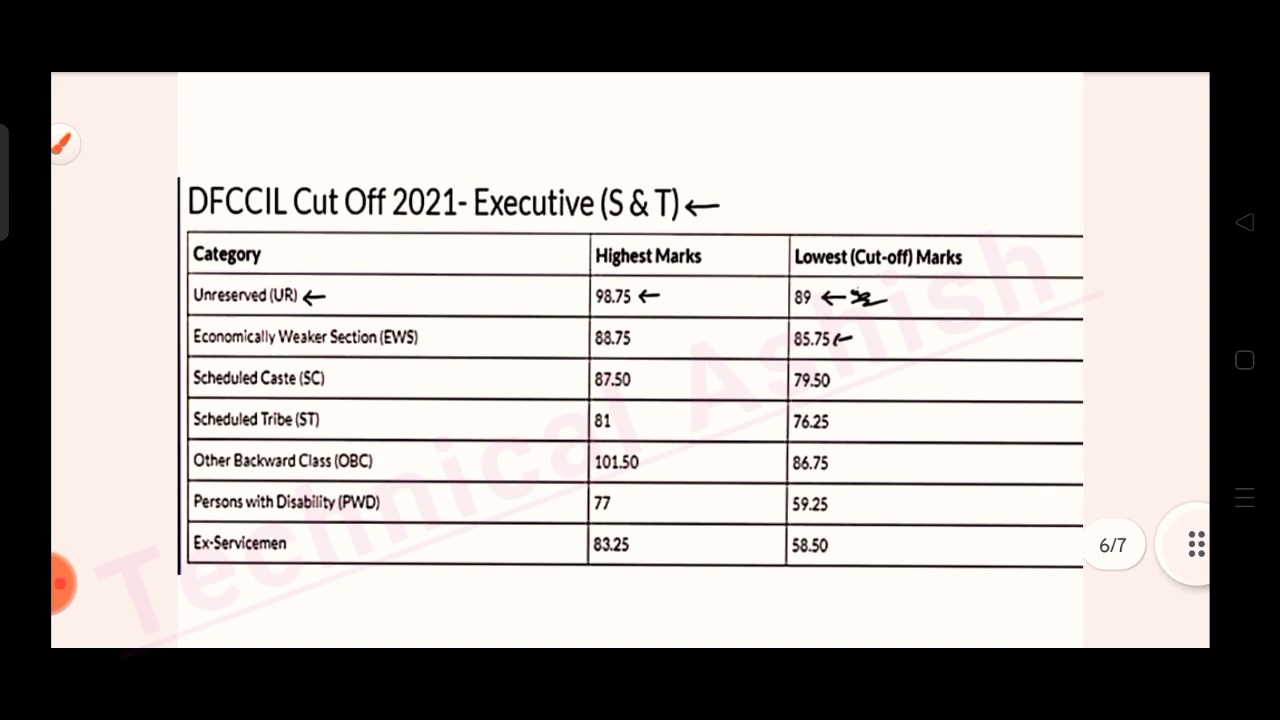 DFCCIL Cut Off 2021- Executive (S & T)
Category Highest Marks Lowest (Cut-off) Marks
Unreserved (UR) 98.75 89
Economically Weaker Section (EWS) 88.75 85.75
Scheduled Caste (SC) 87.50 79.50
Scheduled Tribe (ST) 81 76.25
Other Backward Class (OBC) 101.50 86.75
Persons with Disability (PWD) 77 59.25
Ex-Servicemen 83.25 58.50
Technical Ashish
6/7